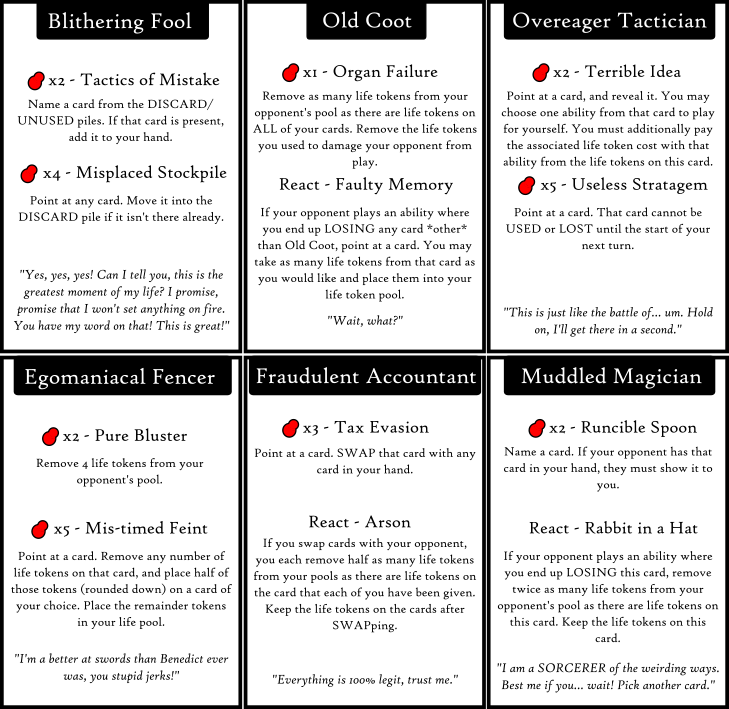 Blithering Fool
x2 - Tactics of Mistake
Name a card from the DISCARD/
UNUSED piles. If that card is present,
add it to your hand.
x4 - Misplaced Stockpile
Point at any card. Move it into the
DISCARD pile if it isn't there already.
"Yes, yes, yes! Can I tell you, this is the
greatest moment of my life? I promise,
promise that I won't set anything on fire.
You have my word on that! This is great!"
Old Coot
x1 - Organ Failure
Remove as many life tokens from your
opponent's pool as there are life tokens on
ALL of your cards. Remove the life tokens
you used to damage your opponent from
play.
React - Faulty Memory
If your opponent plays an ability where
you end up LOSING any card *other*
than Old Coot, point at a card. You may
take as many life tokens from that card as
you would like and place them into your
life token pool.
"Wait, what?"
Overeager Tactician
x2 - Terrible Idea
Point at a card, and reveal it. You may
choose one ability from that card to play
for yourself. You must additionally pay
the associated life token cost with that
ability from the life tokens on this card.
x5 - Useless Stratagem
Point at a card. That card cannot be
USED or LOST until the start of your
next turn.
"This is just like the battle of... um. Hold
on, I'll get there in a second."
Egomaniacal Fencer
x2 - Pure Bluster
Remove 4 life tokens from your
opponent's pool.
x5 - Mis-timed Feint
Point at a card. Remove any number of
life tokens on that card, and place half of
those tokens (rounded down) on a card of
your choice. Place the remainder tokens
in your life pool.
"I'm a better at swords than Benedict ever
was, you stupid jerks!"
Fraudulent Accountant
x3 - Tax Evasion
Point at a card. SWAP that card with any
card in your hand.
React - Arson
If you swap cards with your opponent,
you each remove half as many life tokens
from your pools as there are life tokens on
the card that each of you have been given.
Keep the life tokens on the cards after
SWAPping.
"Everything is 100% legit, trust me."
Muddled Magician
x2 - Runcible Spoon
Name a card. If your opponent has that
card in your hand, they must show it to
you.
React - Rabbit in a Hat
If your opponent plays an ability where
you end up LOSING this card, remove
twice as many life tokens from your
opponent's pool as there are life tokens on
this card. Keep the life tokens on this
card.
"I am a SORCERER of the weirding ways.
Best me if you... wait! Pick another card."